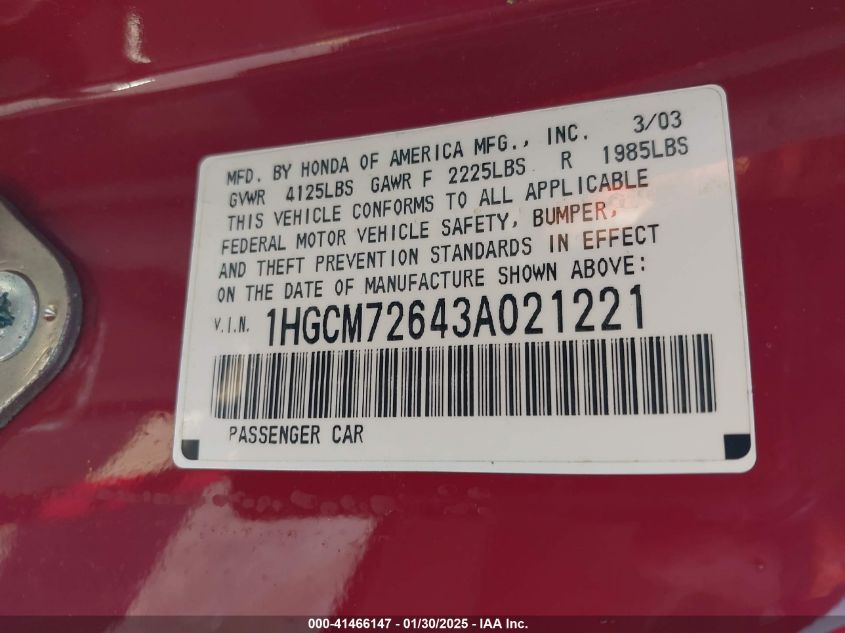 MFD. BY HONDA OF AMERICA MFG., INC. 3/03
GVWR 4125LBS GAWR F 2225LBS R 1985LBS
THIS VEHICLE CONFORMS TO ALL APPLICABLE
FEDERAL MOTOR VEHICLE SAFETY, BUMPER,
AND THEFT PREVENTION STANDARDS IN EFFECT
ON THE DATE OF MANUFACTURE SHOWN ABOVE:
V.I.N. 1HGCM72643A021221
PASSENGER CAR
000-41466147 - 01/30/2025 - IAA Inc.